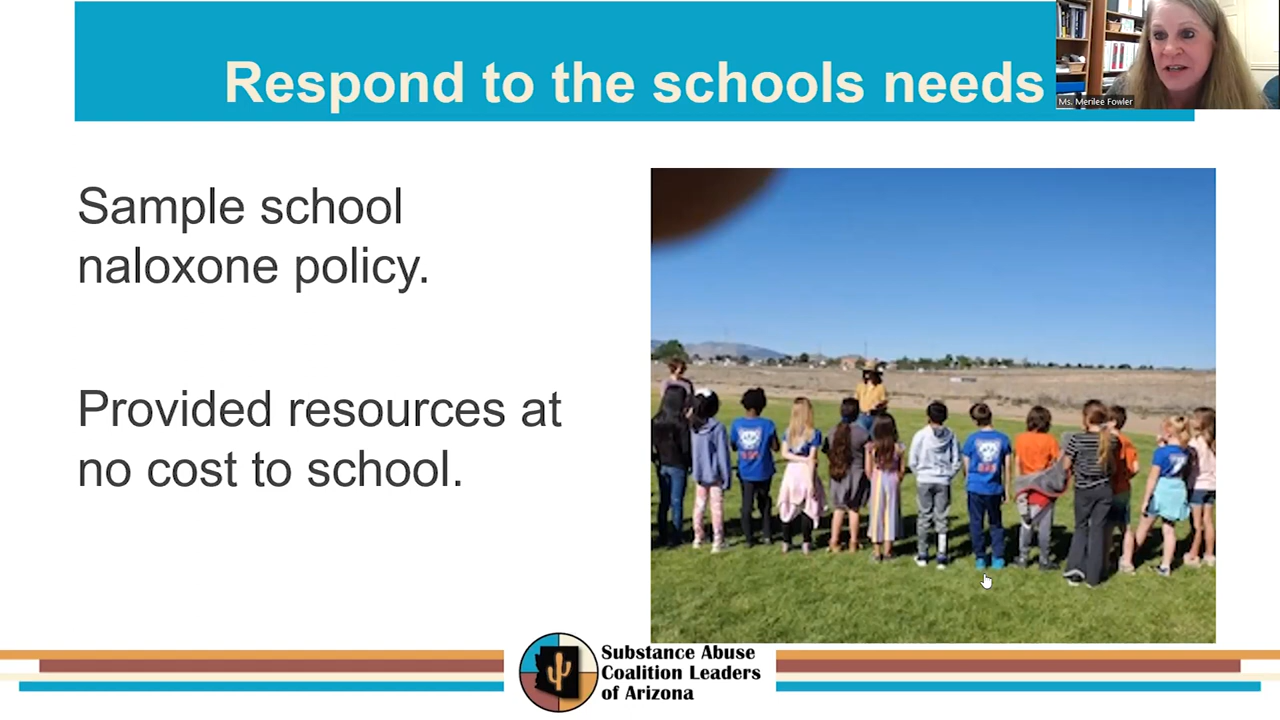 Respond to the schools needs
Ms. Merilee Fowler
Sample school
naloxone policy.
Provided resources at
no cost to school.
Substance Abuse
Coalition Leaders
of Arizona